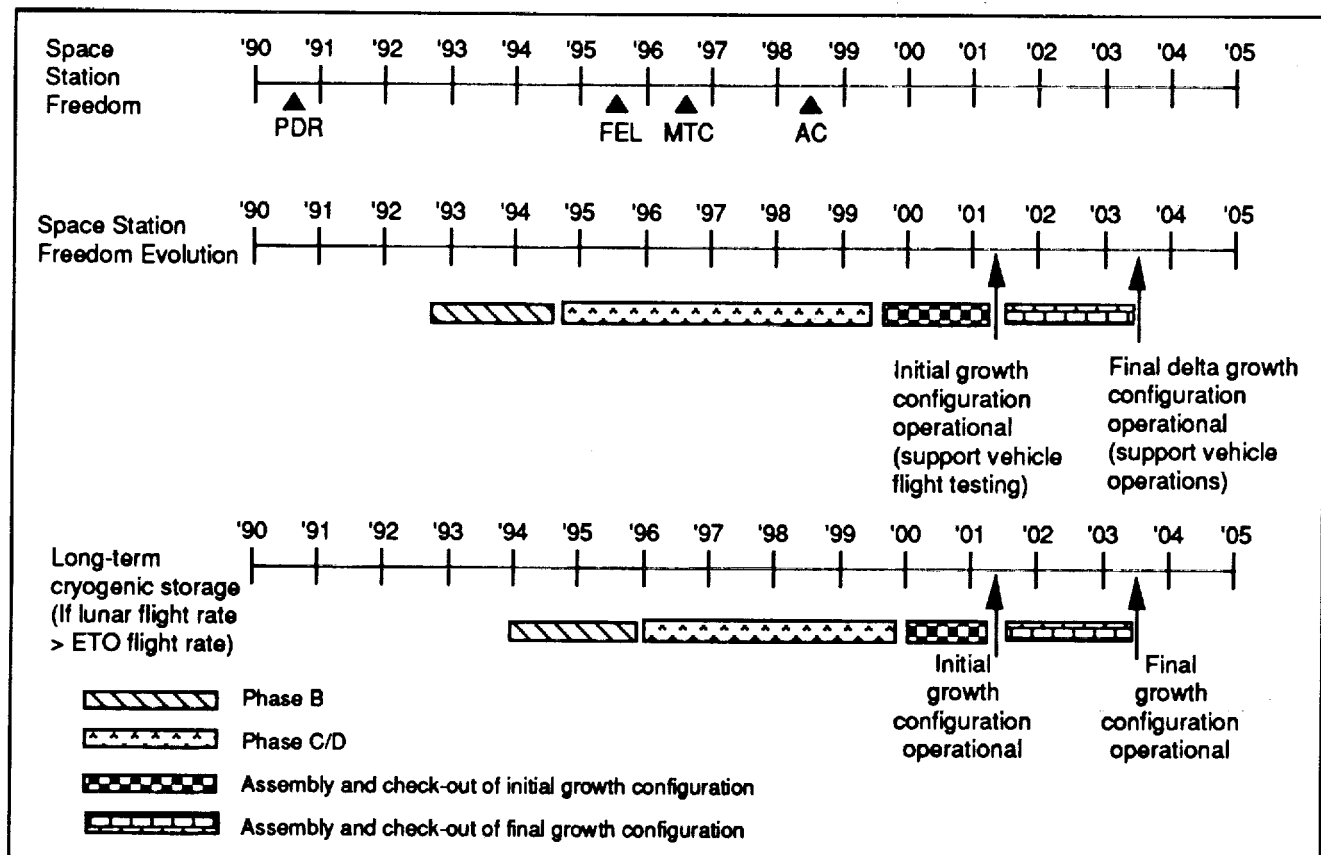 Space
Station
Freedom
'90 '91 '92 '93 '94 '95 '96 '97 '98 '99 '00 '01 '02 '03 '04 '05
PDR FEL MTC AC
Space Station
Freedom Evolution
'90 '91 '92 '93 '94 '95 '96 '97 '98 '99 '00 '01 '02 '03 '04 '05
Initial growth
configuration
operational
(support vehicle
flight testing)
Final delta growth
configuration
operational
(support vehicle
operations)
Long-term
cryogenic storage
(If lunar flight rate
> ETO flight rate)
'90 '91 '92 '93 '94 '95 '96 '97 '98 '99 '00 '01 '02 '03 '04 '05
Initial
growth
configuration
operational
Final
growth
configuration
operational
Phase B
Phase C/D
Assembly and check-out of initial growth configuration
Assembly and check-out of final growth configuration